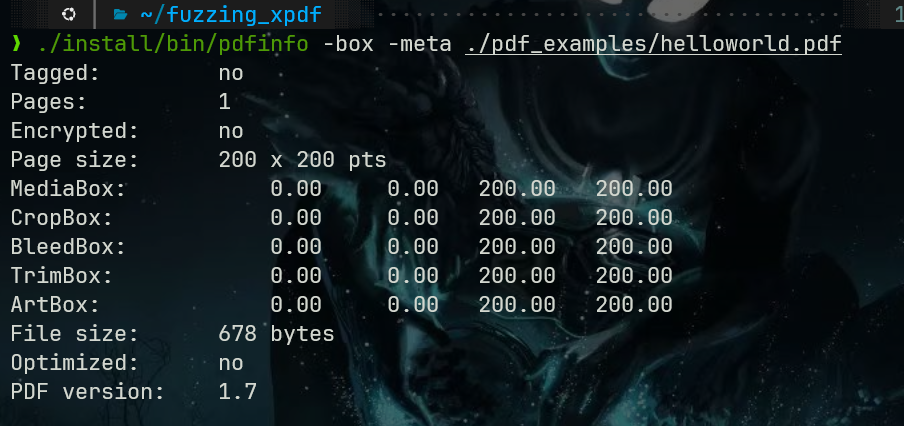 ~/fuzzing_xpdf 1
❯ ./install/bin/pdfinfo -box -meta ./pdf_examples/helloworld.pdf
Tagged: no
Pages: 1
Encrypted: no
Page size: 200 x 200 pts
MediaBox: 0.00 0.00 200.00 200.00
CropBox: 0.00 0.00 200.00 200.00
BleedBox: 0.00 0.00 200.00 200.00
TrimBox: 0.00 0.00 200.00 200.00
ArtBox: 0.00 0.00 200.00 200.00
File size: 678 bytes
Optimized: no
PDF version: 1.7